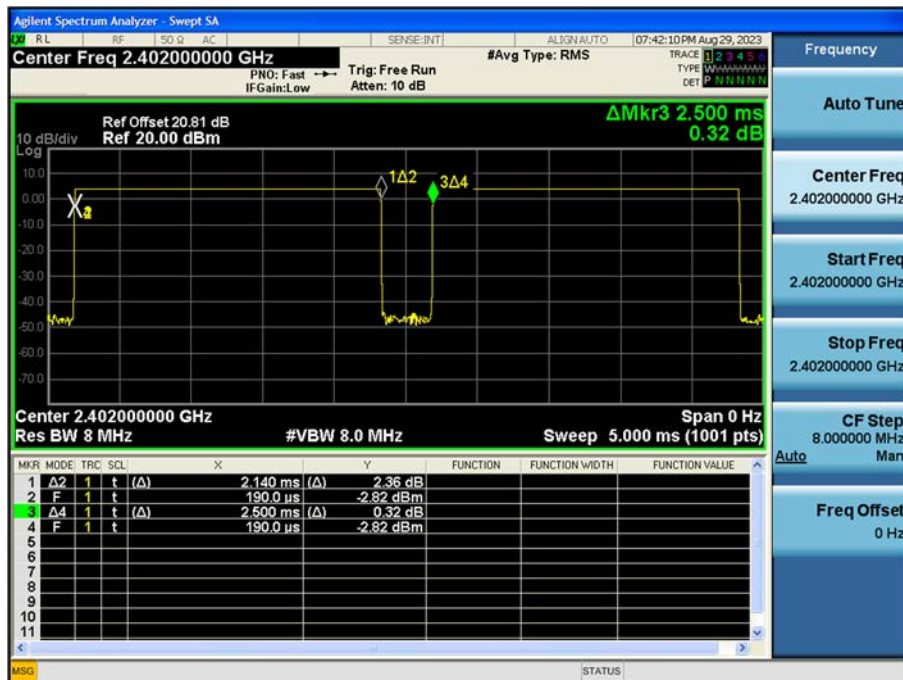 Agilent Spectrum Analyzer - Swept SA
LXI RL RF 50 Ω AC SENSE:INT ALIGN AUTO 07:42:10 PM Aug 29, 2023
Center Freq 2.402000000 GHz
#Avg Type: RMS
TRACE 1 2 3 4 5 6
PNO: Fast
Trig: Free Run
TYPE W
IFGain:Low
Atten: 10 dB
DET P N N N N N
Frequency
Auto Tune
Ref Offset 20.81 dB
ΔMkr3 2.500 ms
10 dB/div
Ref 20.00 dBm
0.32 dB
Log
10.0
1Δ2
3Δ4
0.00
-10.0
-20.0
-30.0
-40.0
-50.0
-60.0
-70.0
Center 2.402000000 GHz
Span 0 Hz
Res BW 8 MHz
#VBW 8.0 MHz
Sweep 5.000 ms (1001 pts)
Center Freq
2.402000000 GHz
Start Freq
2.402000000 GHz
Stop Freq
2.402000000 GHz
CF Step
8.000000 MHz
Auto Man
Freq Offset
0 Hz
MKR MODE TRC SCL X Y FUNCTION FUNCTION WIDTH FUNCTION VALUE
1 Δ2 1 t (Δ) 2.140 ms (Δ) 2.36 dB
2 F 1 t 190.0 µs -2.82 dBm
3 Δ4 1 t (Δ) 2.500 ms (Δ) 0.32 dB
4 F 1 t 190.0 µs -2.82 dBm
5
6
7
8
9
10
11
MSG
STATUS